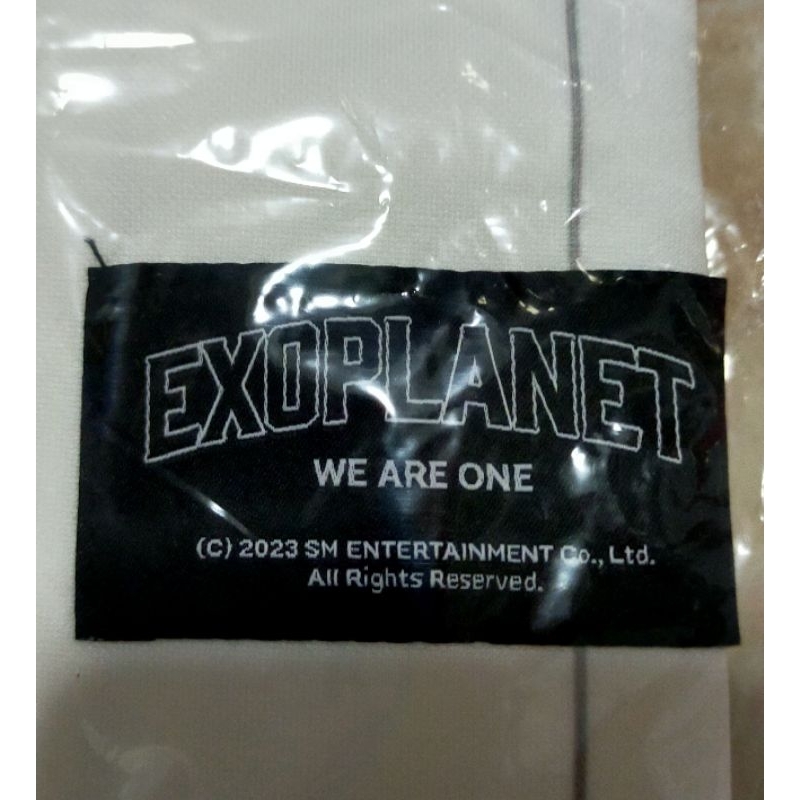 EXOPLANET
WE ARE ONE
(C) 2023 SM ENTERTAINMENT Co., Ltd.
All Rights Reserved.